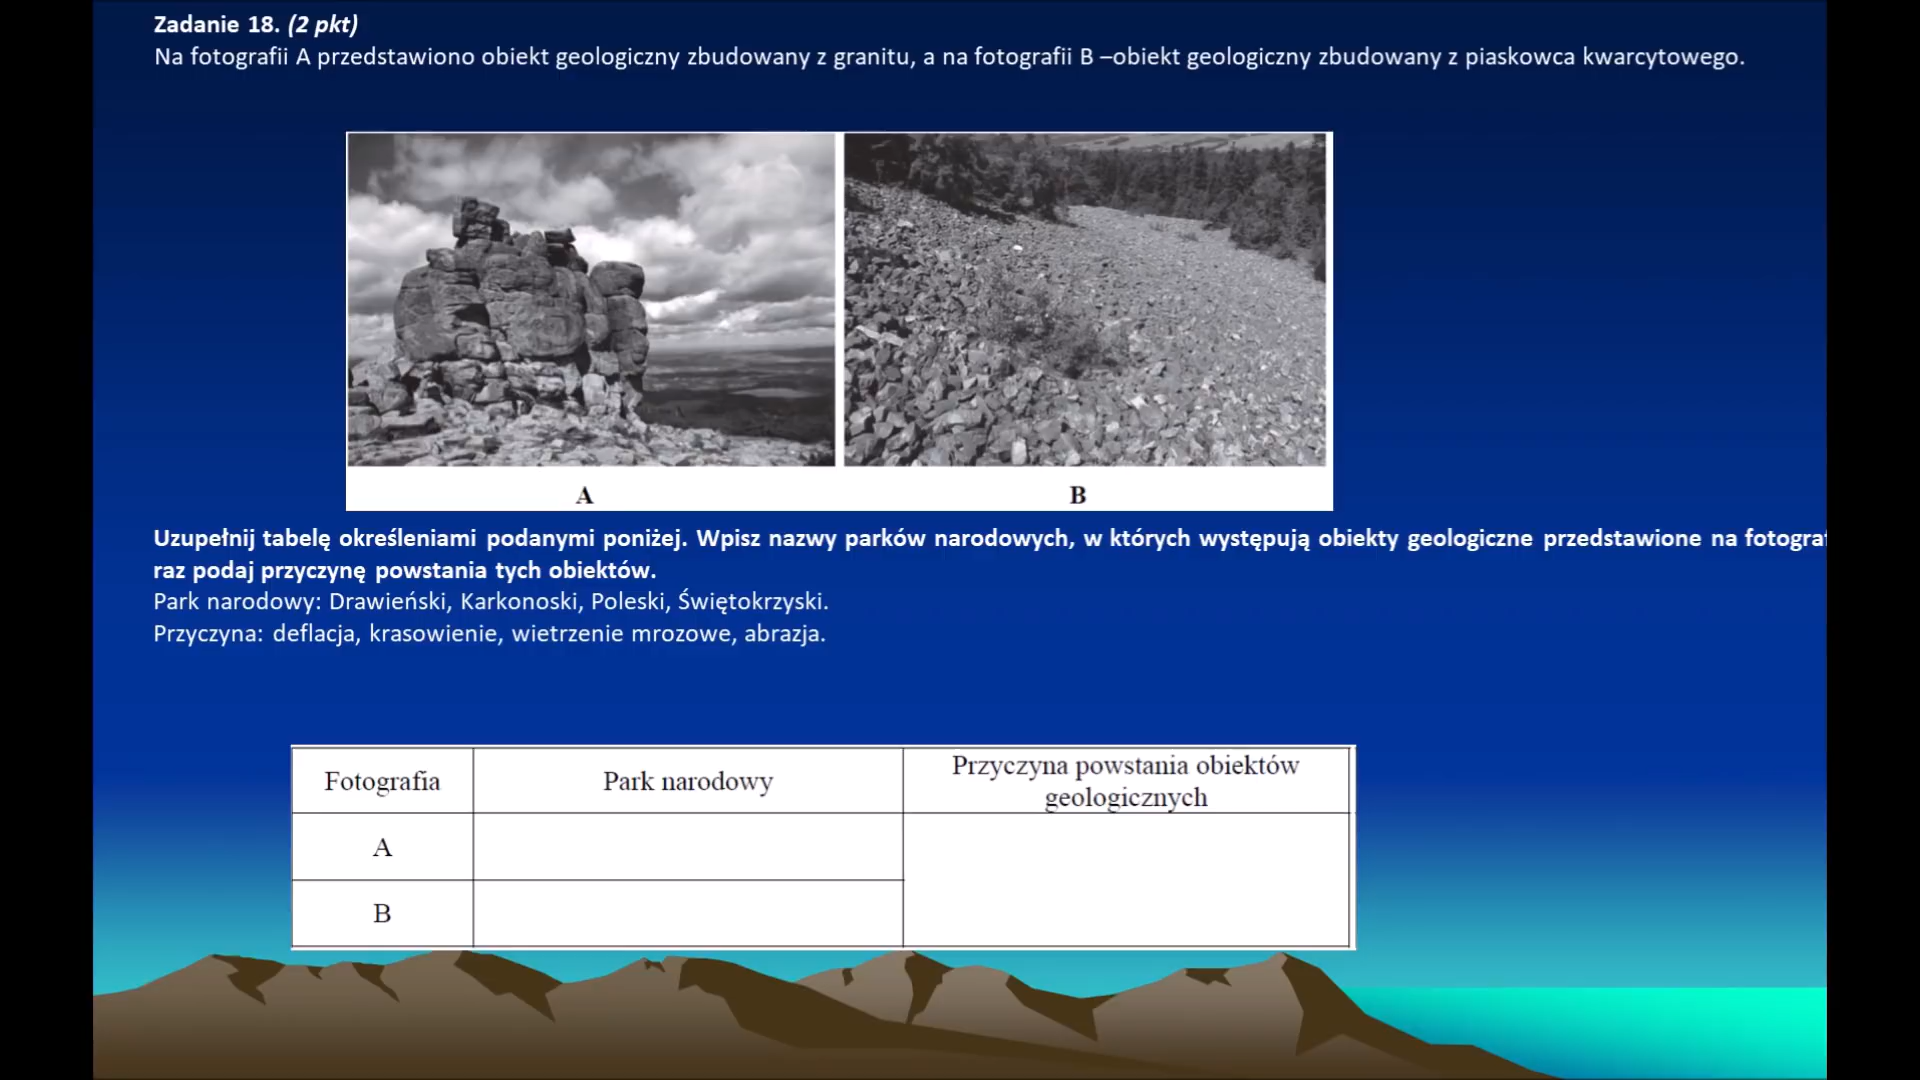 Zadanie 18. (2 pkt)
Na fotografii A przedstawiono obiekt geologiczny zbudowany z granitu, a na fotografii B –obiekt geologiczny zbudowany z piaskowca kwarcytowego.
A B
Uzupełnij tabelę określeniami podanymi poniżej. Wpisz nazwy parków narodowych, w których występują obiekty geologiczne przedstawione na
raz podaj przyczynę powstania tych obiektów.
Park narodowy: Drawieński, Karkonoski, Poleski, Świętokrzyski.
Przyczyna: deflacja, krasowienie, wietrzenie mrozowe, abrazja.
Fotografia Park narodowy Przyczyna powstania obiektów
geologicznych
A
B